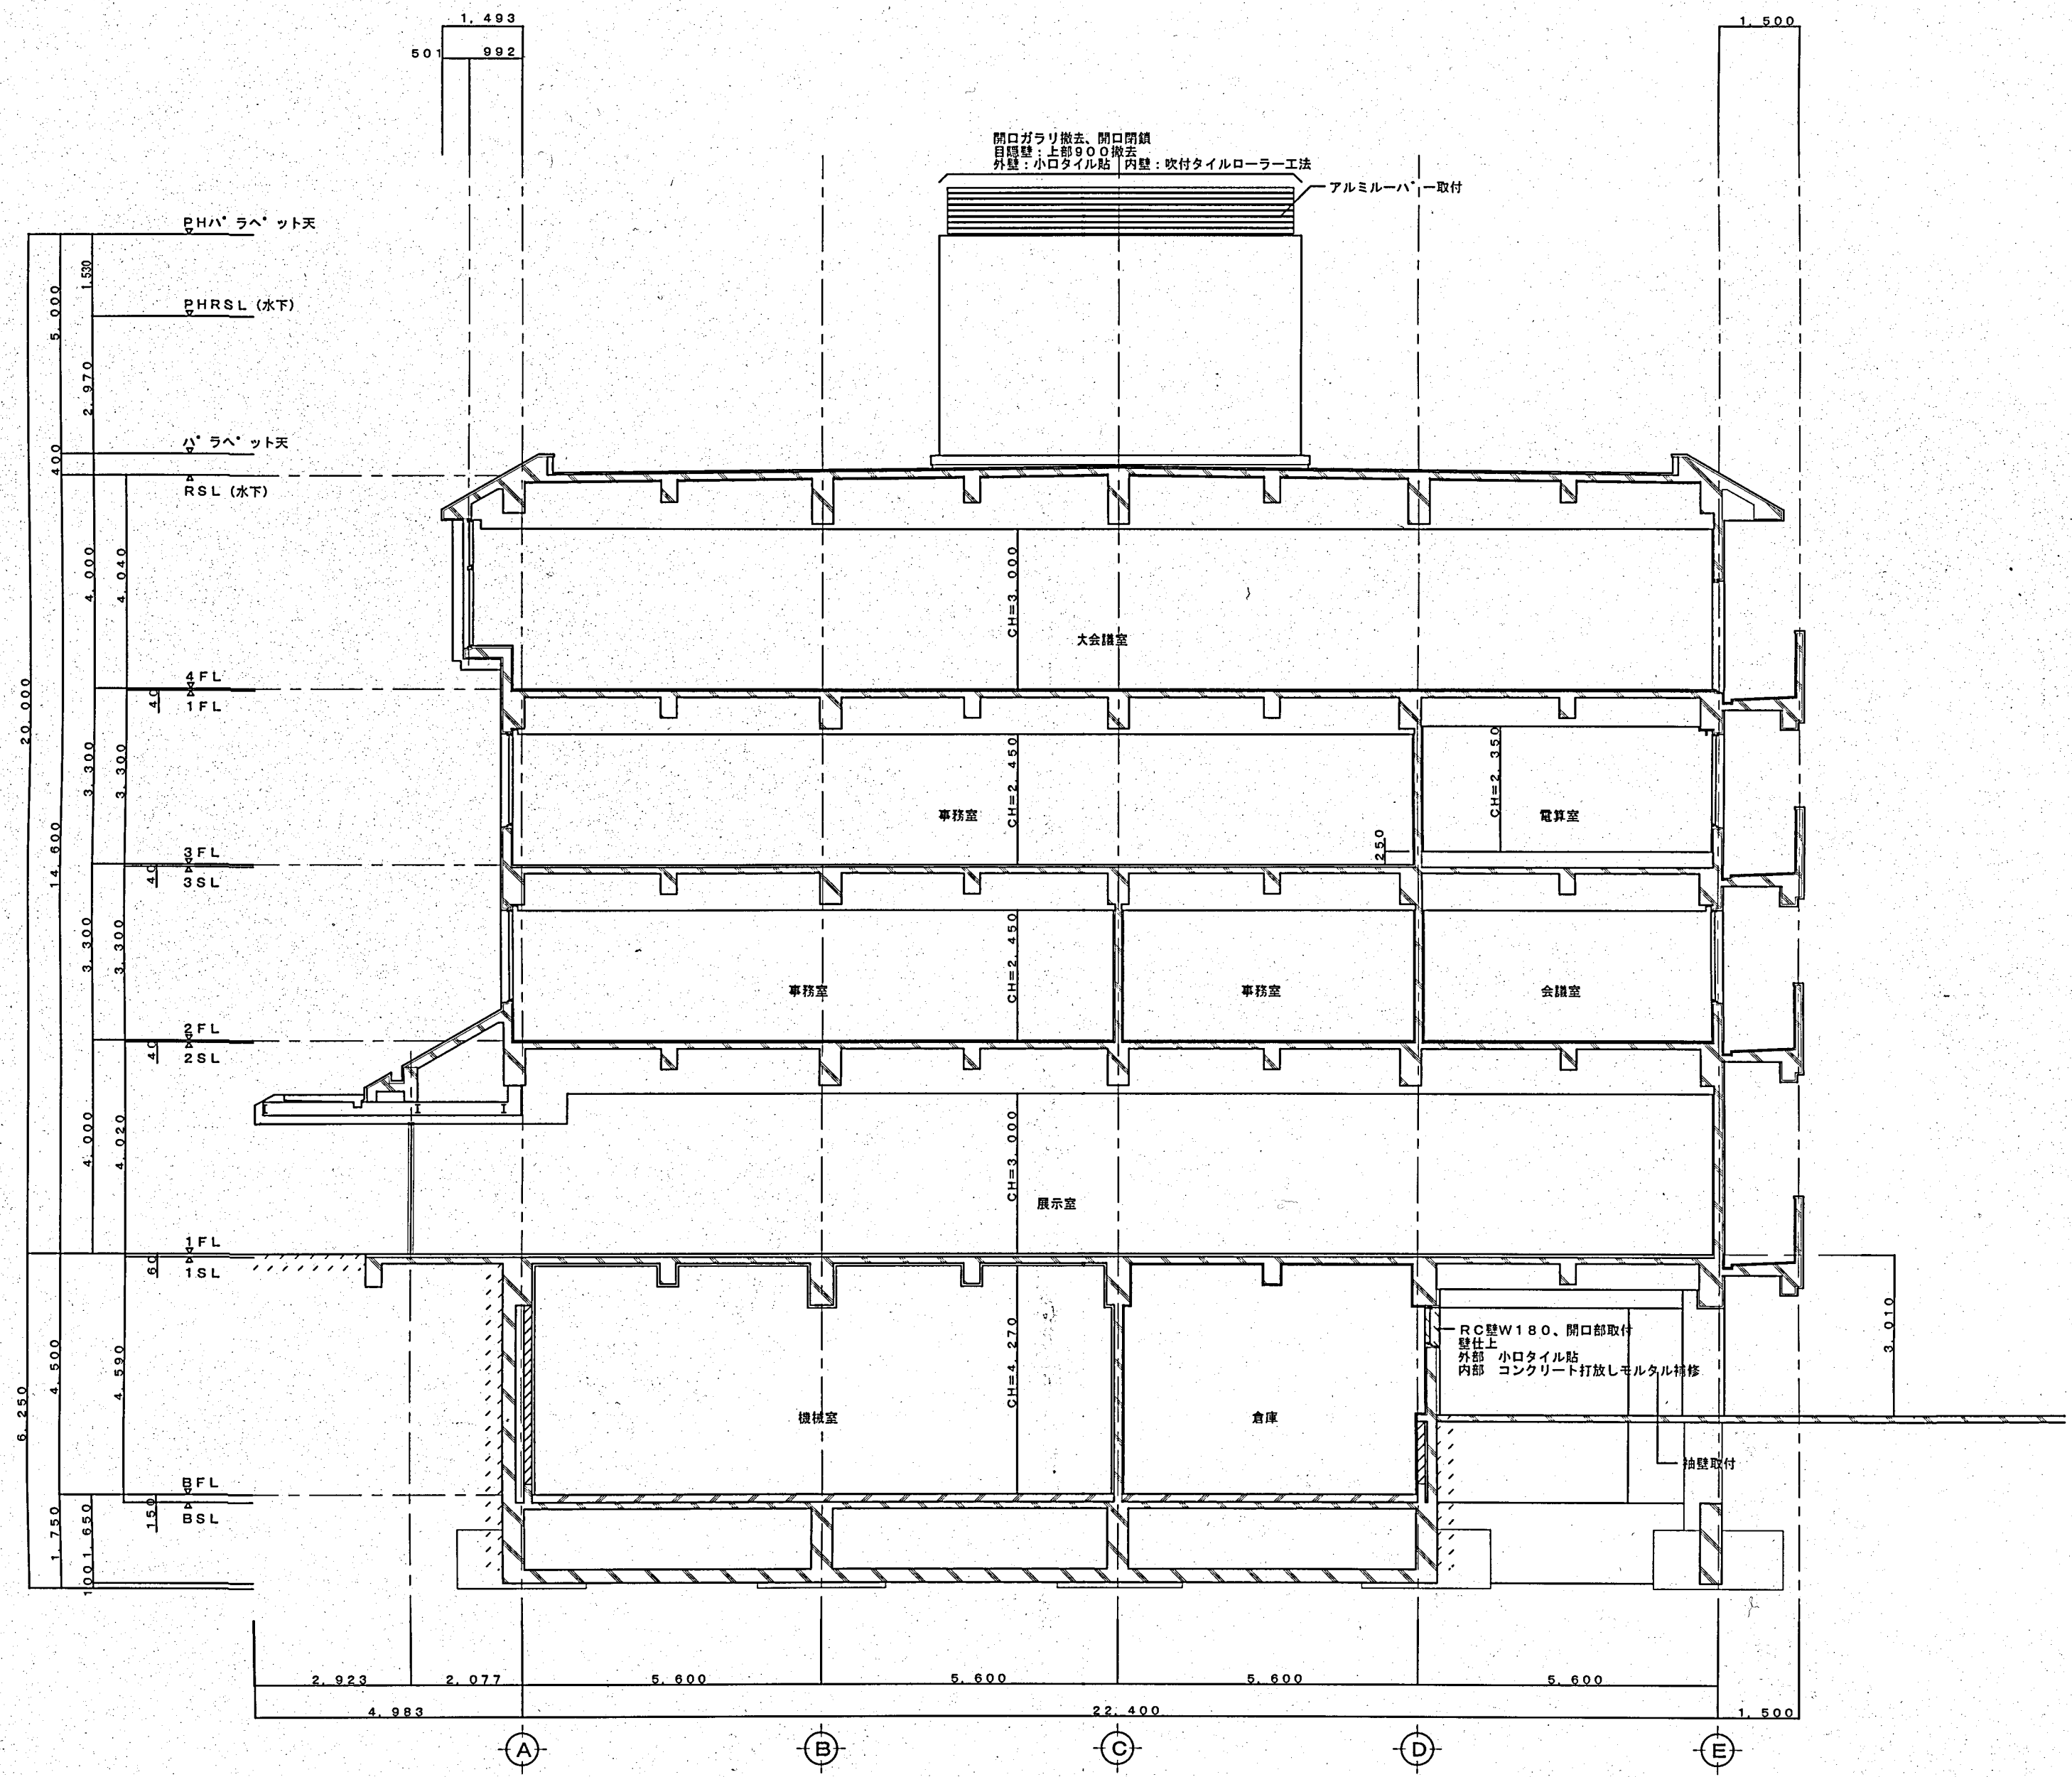 1,493
501 992
1,500
開口ガラリ撤去、開口閉鎖
目隠壁：上部900撤去
外壁：小口タイル貼 内壁：吹付タイルローラー工法
アルミルーバー取付
PHパラペット天
1,530
5,000
PHRSL（水下）
2,970
パラペット天
400
RSL（水下）
4,000
4,040
CH=3,000
大会議室
4FL
40
1FL
20,000
3,300
3,300
CH=2,450
CH=2,350
事務室
電算室
250
14,600
3FL
40
3SL
3,300
3,300
CH=2,450
事務室
事務室
会議室
2FL
40
2SL
4,000
4,020
CH=3,000
展示室
1FL
60
1SL
3,010
RC壁W180、開口部取付
壁仕上
外部 小口タイル貼
内部 コンクリート打放しモルタル補修
6,250
4,500
4,590
CH=4,270
機械室
倉庫
袖壁取付
BFL
150
BSL
1,750
1,650
100
2,923 2,077 5,600 5,600 5,600 5,600
4,983 22,400 1,500
A B C D E